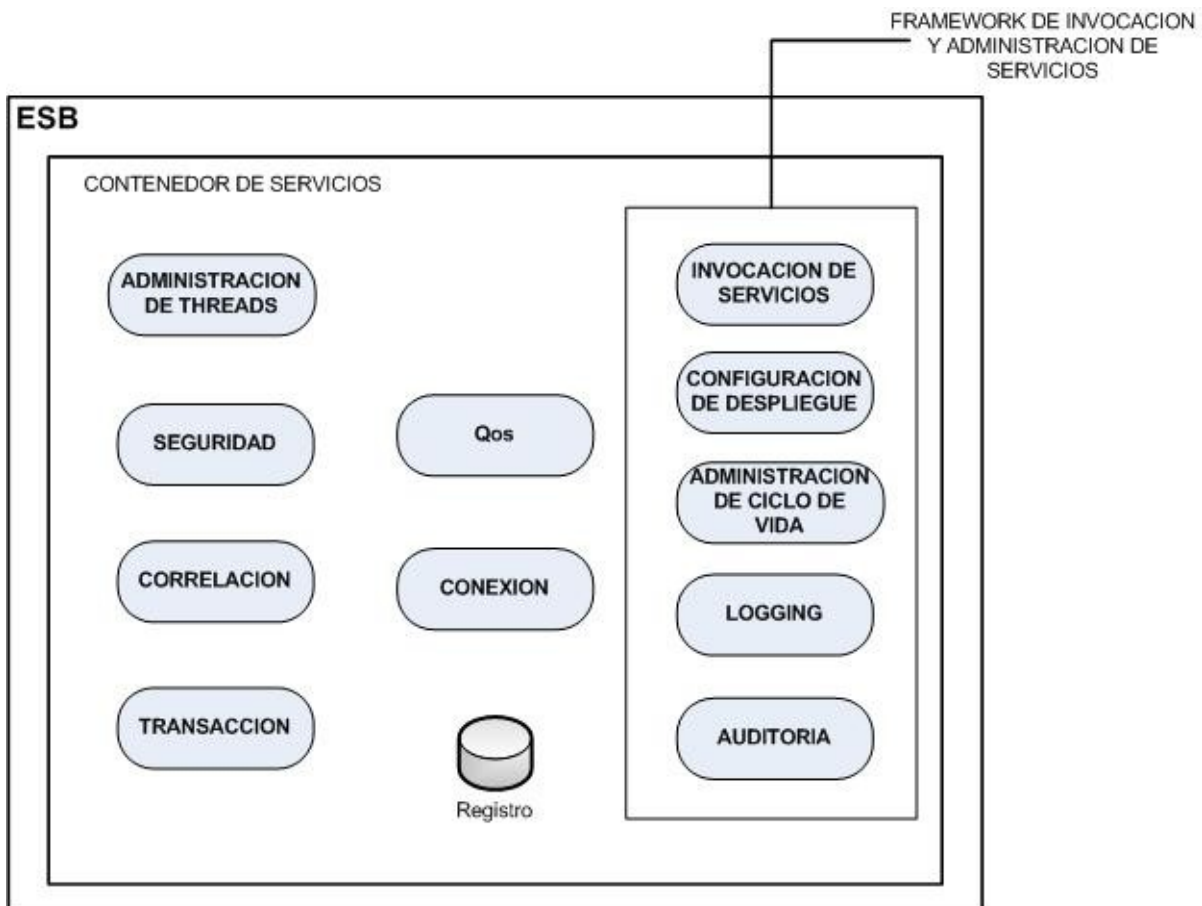 FRAMEWORK DE INVOCACION
Y ADMINISTRACION DE
SERVICIOS
ESB
CONTENEDOR DE SERVICIOS
ADMINISTRACION
DE THREADS
SEGURIDAD
CORRELACION
TRANSACCION
Qos
CONEXION
Registro
INVOCACION DE
SERVICIOS
CONFIGURACION
DE DESPLIEGUE
ADMINISTRACION
DE CICLO DE
VIDA
LOGGING
AUDITORIA